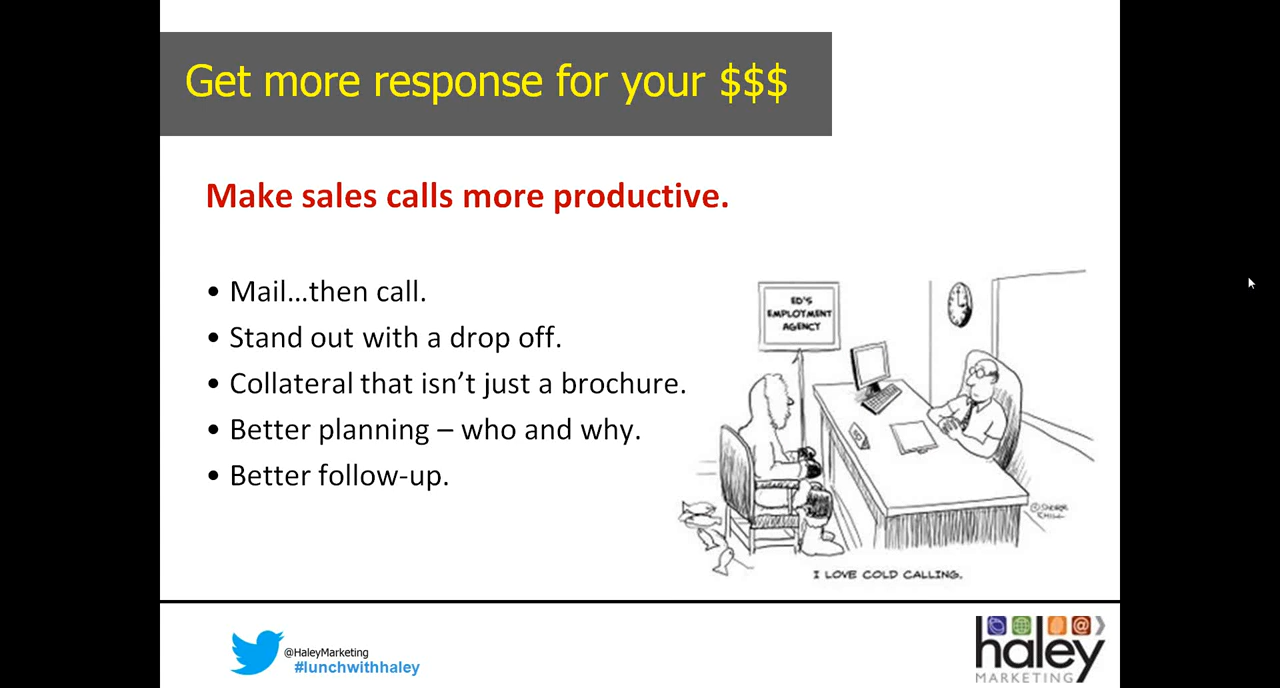 Get more response for your $$$
Make sales calls more productive.
• Mail…then call.
• Stand out with a drop off.
• Collateral that isn’t just a brochure.
• Better planning – who and why.
• Better follow-up.
ED'S
EMPLOYMENT
AGENCY
I LOVE COLD CALLING.
@HaleyMarketing
#lunchwithhaley
haley
MARKETING